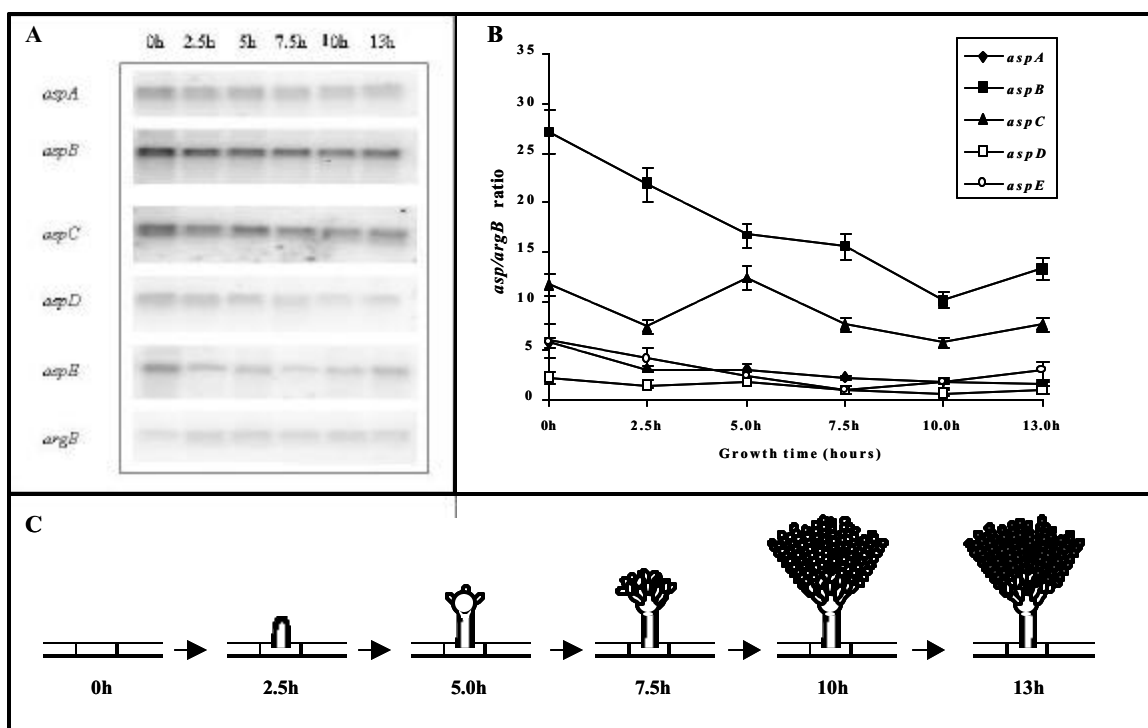 A
0h 2.5h 5h 7.5h 10h 13h
aspA
aspB
aspC
aspD
aspE
argB
B
35
30
25
20
15
10
5
0
asp/argB ratio
0h 2.5h 5.0h 7.5h 10.0h 13.0h
Growth time (hours)
aspA
aspB
aspC
aspD
aspE
C
0h 2.5h 5.0h 7.5h 10h 13h